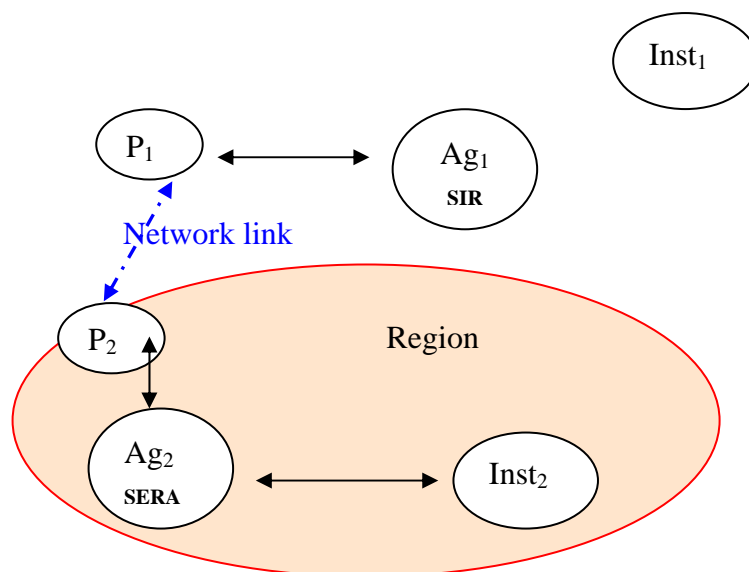 Inst₁
P₁
Ag₁
SIR
Network link
P₂
Region
Ag₂
SERA
Inst₂